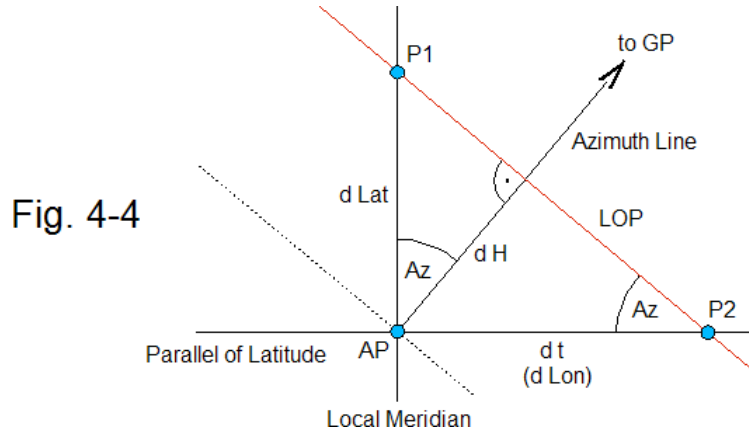 P1
to GP
Azimuth Line
Fig. 4-4
d Lat
LOP
Az
d H
Az
P2
Parallel of Latitude
AP
d t
(d Lon)
Local Meridian